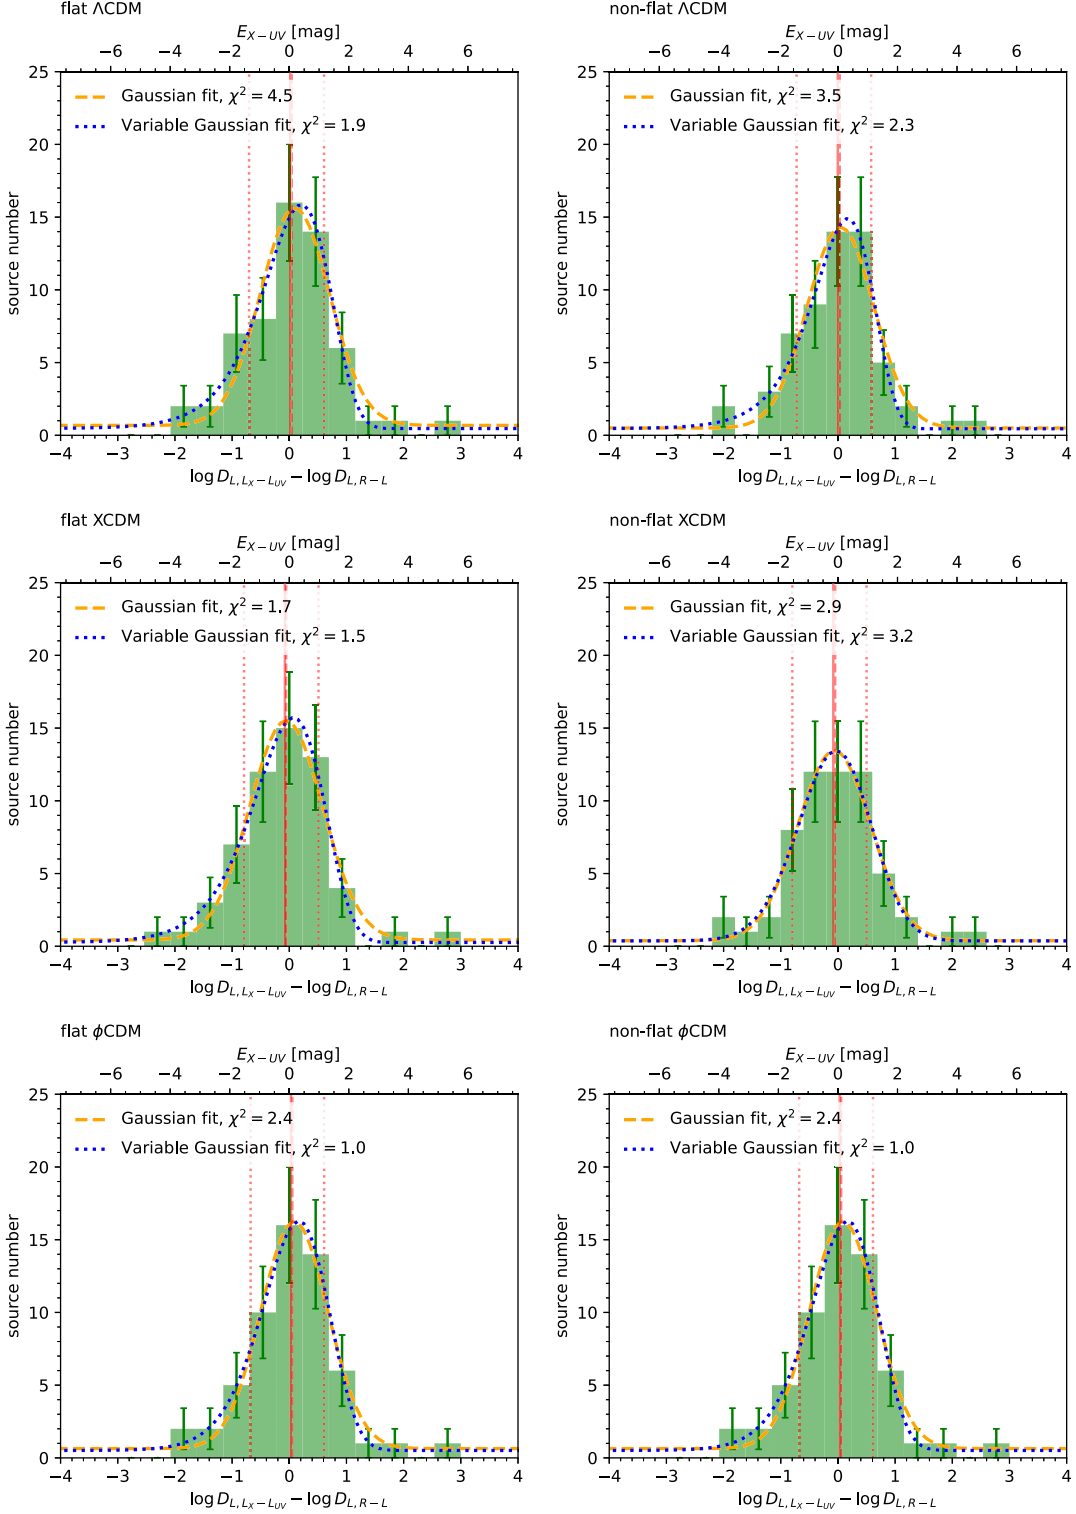 flat ΛCDM
E_{X−UV} [mag]
−6 −4 −2 0 2 4 6
25
20
15
10
5
0
source number
Gaussian fit, χ² = 4.5
Variable Gaussian fit, χ² = 1.9
−4 −3 −2 −1 0 1 2 3 4
log D_{L, L_X−L_{UV}} − log D_{L, R−L}
non-flat ΛCDM
E_{X−UV} [mag]
−6 −4 −2 0 2 4 6
25
20
15
10
5
0
source number
Gaussian fit, χ² = 3.5
Variable Gaussian fit, χ² = 2.3
−4 −3 −2 −1 0 1 2 3 4
log D_{L, L_X−L_{UV}} − log D_{L, R−L}
flat XCDM
E_{X−UV} [mag]
−6 −4 −2 0 2 4 6
25
20
15
10
5
0
source number
Gaussian fit, χ² = 1.7
Variable Gaussian fit, χ² = 1.5
−4 −3 −2 −1 0 1 2 3 4
log D_{L, L_X−L_{UV}} − log D_{L, R−L}
non-flat XCDM
E_{X−UV} [mag]
−6 −4 −2 0 2 4 6
25
20
15
10
5
0
source number
Gaussian fit, χ² = 2.9
Variable Gaussian fit, χ² = 3.2
−4 −3 −2 −1 0 1 2 3 4
log D_{L, L_X−L_{UV}} − log D_{L, R−L}
flat ϕCDM
E_{X−UV} [mag]
−6 −4 −2 0 2 4 6
25
20
15
10
5
0
source number
Gaussian fit, χ² = 2.4
Variable Gaussian fit, χ² = 1.0
−4 −3 −2 −1 0 1 2 3 4
log D_{L, L_X−L_{UV}} − log D_{L, R−L}
non-flat ϕCDM
E_{X−UV} [mag]
−6 −4 −2 0 2 4 6
25
20
15
10
5
0
source number
Gaussian fit, χ² = 2.4
Variable Gaussian fit, χ² = 1.0
−4 −3 −2 −1 0 1 2 3 4
log D_{L, L_X−L_{UV}} − log D_{L, R−L}